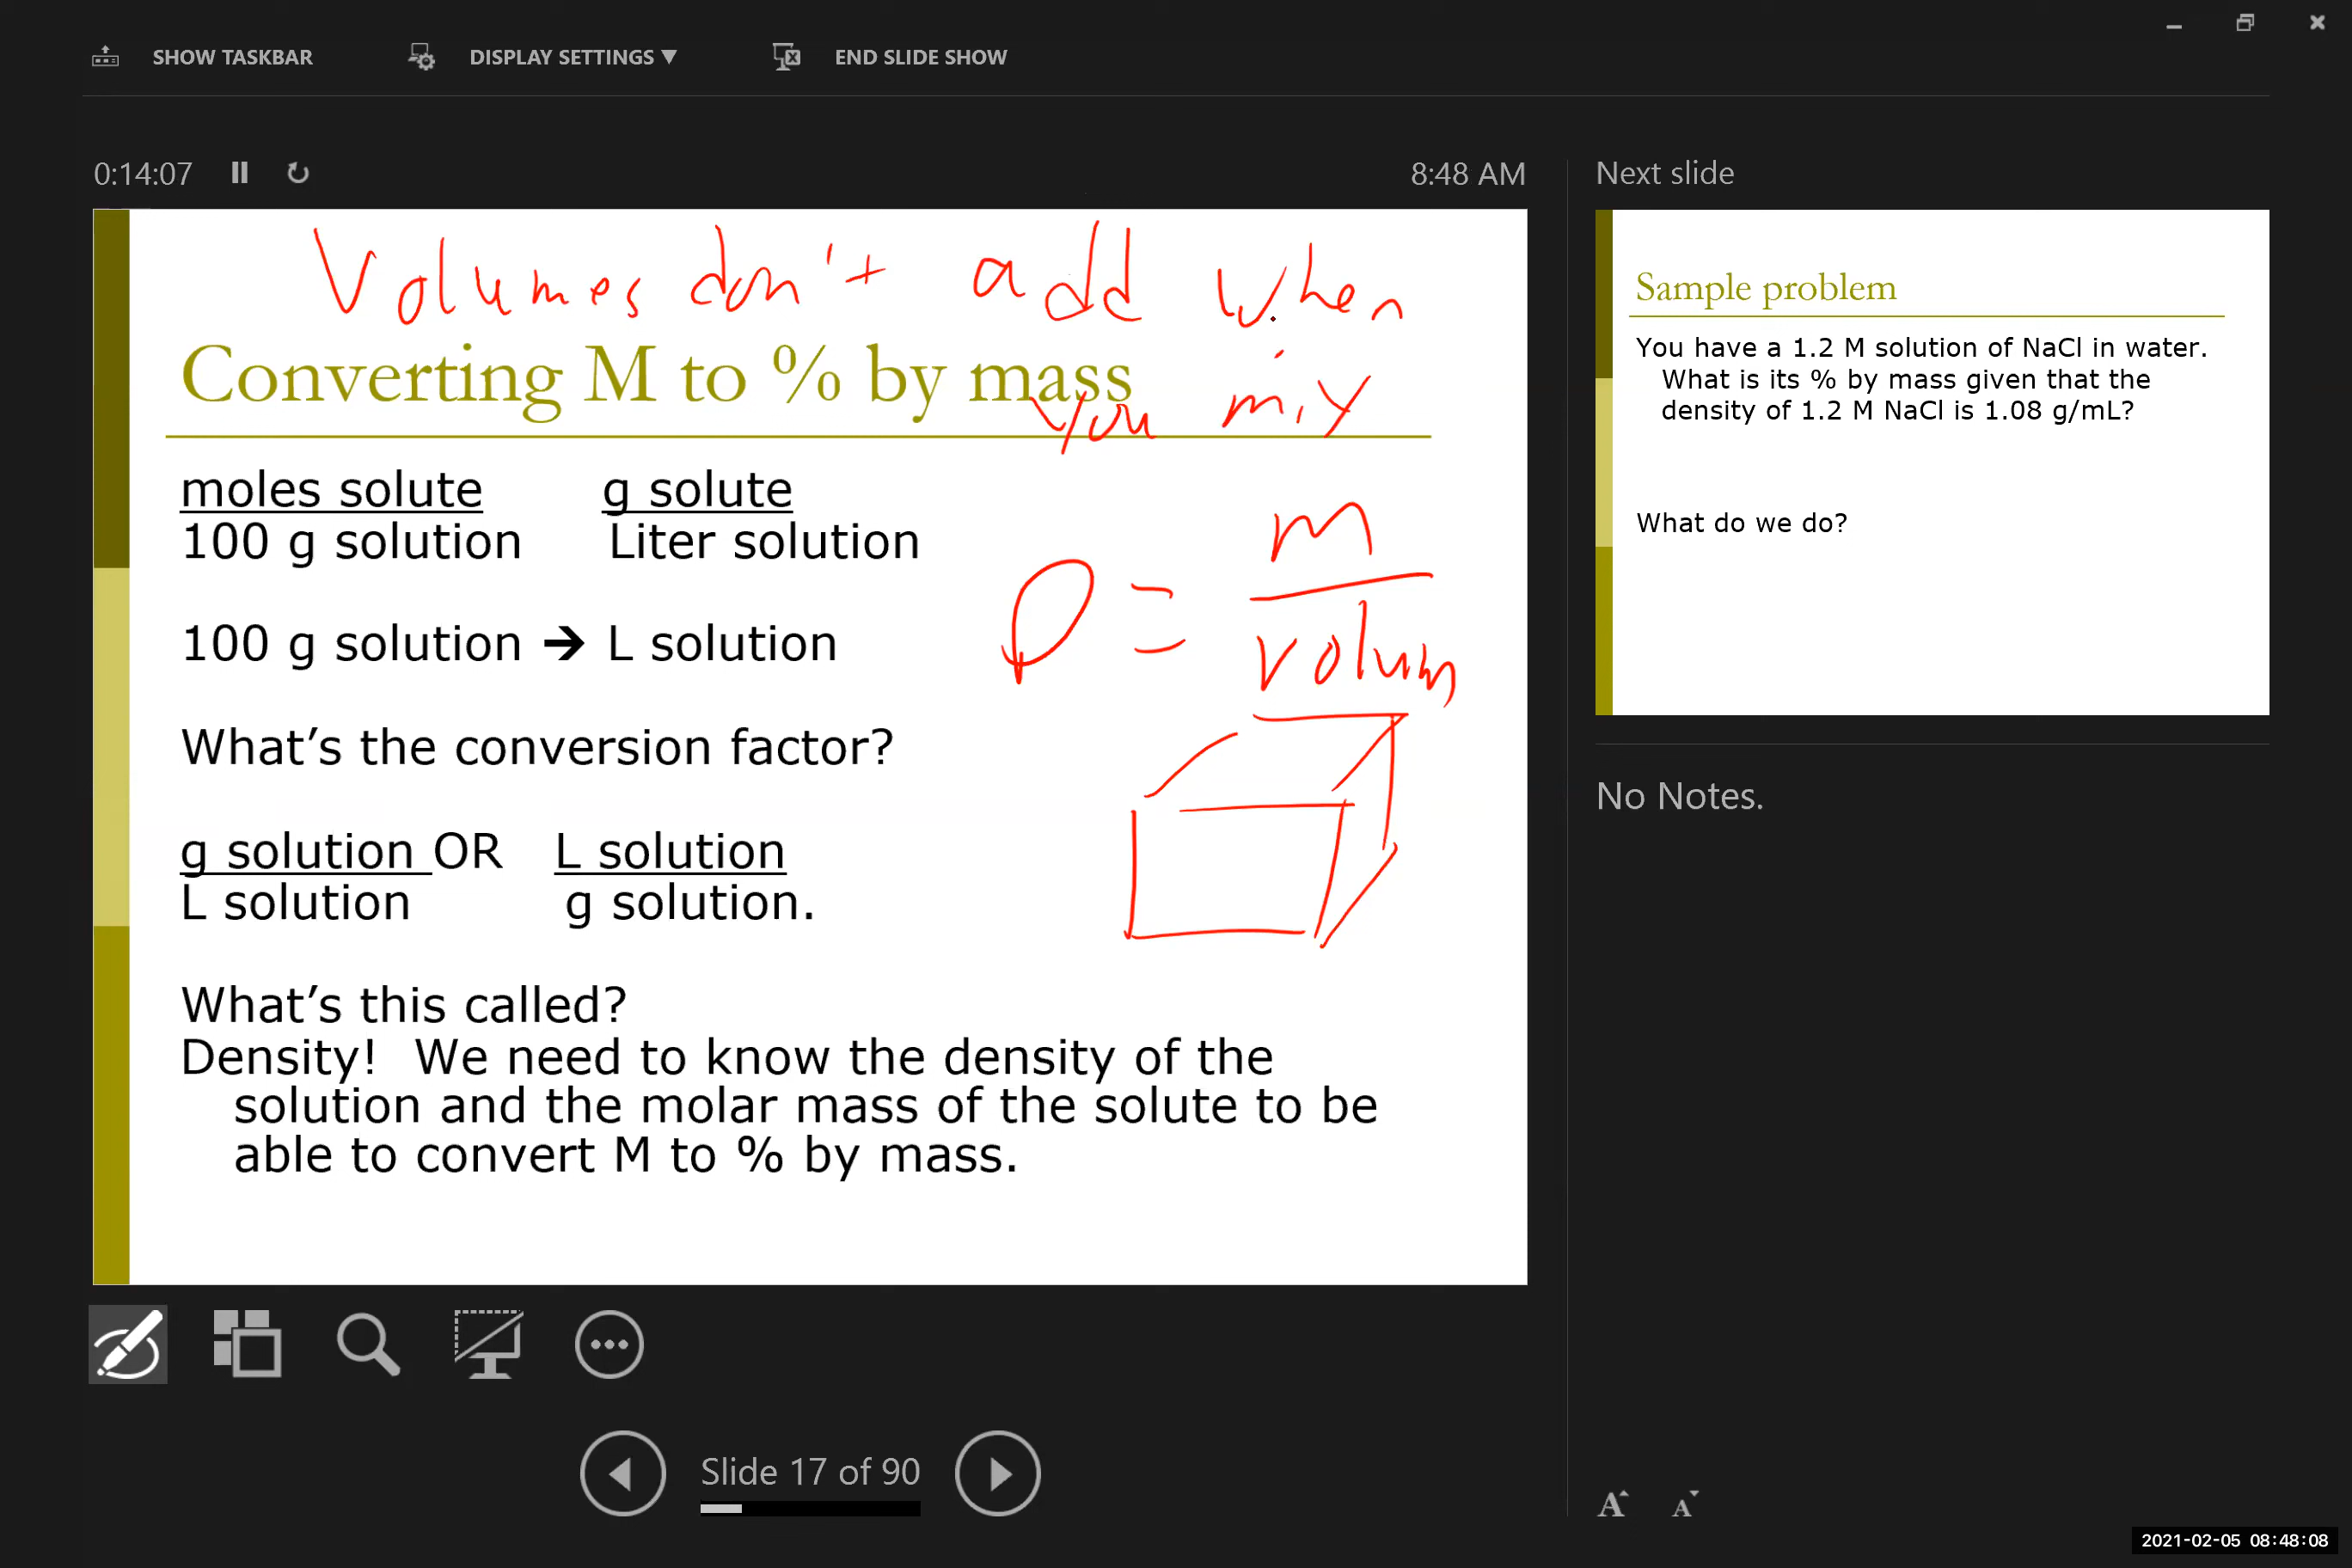 SHOW TASKBAR
DISPLAY SETTINGS ▼
END SLIDE SHOW
0:14:07
8:48 AM
Volumes don't add when
you mix
Converting M to % by mass
moles solute g solute
100 g solution Liter solution
100 g solution → L solution
What's the conversion factor?
g solution OR L solution
L solution g solution.
What's this called?
Density! We need to know the density of the
solution and the molar mass of the solute to be
able to convert M to % by mass.
D = m
volum
Slide 17 of 90
Next slide
Sample problem
You have a 1.2 M solution of NaCl in water.
What is its % by mass given that the
density of 1.2 M NaCl is 1.08 g/mL?
What do we do?
No Notes.
A A
2021-02-05 08:48:08